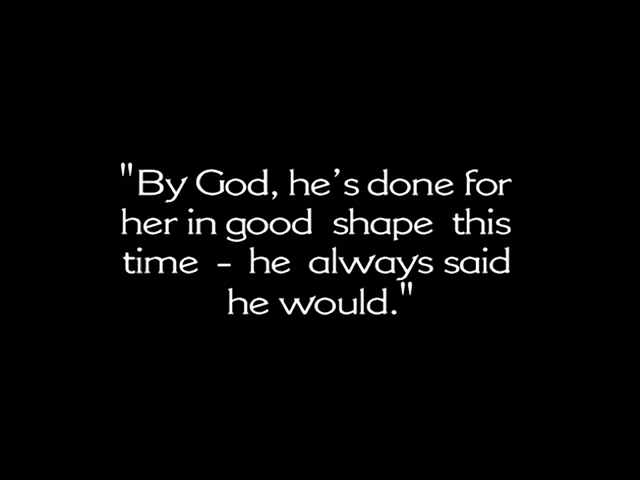 "By God, he's done for
her in good shape this
time - he always said
he would."